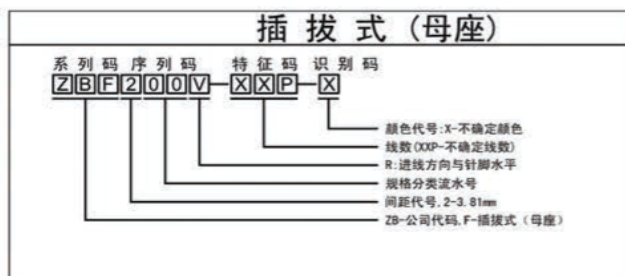 插拔式(母座)
系列码序列码 特征码 识别码
ZBF200V-XXP-X
颜色代号:X-不确定颜色
线数(XXP-不确定线数)
R:进线方向与针脚水平
规格分类流水号
间距代号,2-3.81mm
ZB-公司代码,F-插拔式(母座)